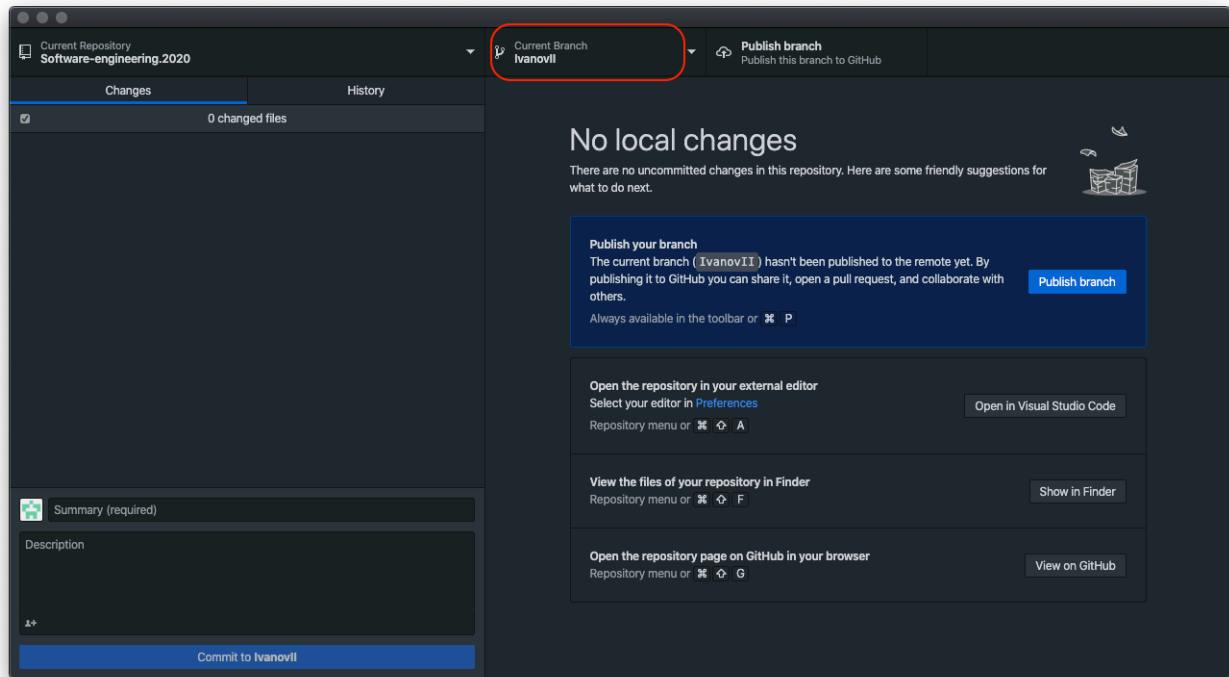 Current Repository
Software-engineering.2020
Current Branch
IvanovII
Publish branch
Publish this branch to GitHub
Changes
History
0 changed files
No local changes
There are no uncommitted changes in this repository. Here are some friendly suggestions for
what to do next.
Publish your branch
The current branch ( IvanovII ) hasn't been published to the remote yet. By
publishing it to GitHub you can share it, open a pull request, and collaborate with
others.
Always available in the toolbar or ⌘ P
Publish branch
Open the repository in your external editor
Select your editor in Preferences
Repository menu or ⌘ ⇧ A
Open in Visual Studio Code
View the files of your repository in Finder
Repository menu or ⌘ ⇧ F
Show in Finder
Open the repository page on GitHub in your browser
Repository menu or ⌘ ⇧ G
View on GitHub
Summary (required)
Description
Commit to IvanovII